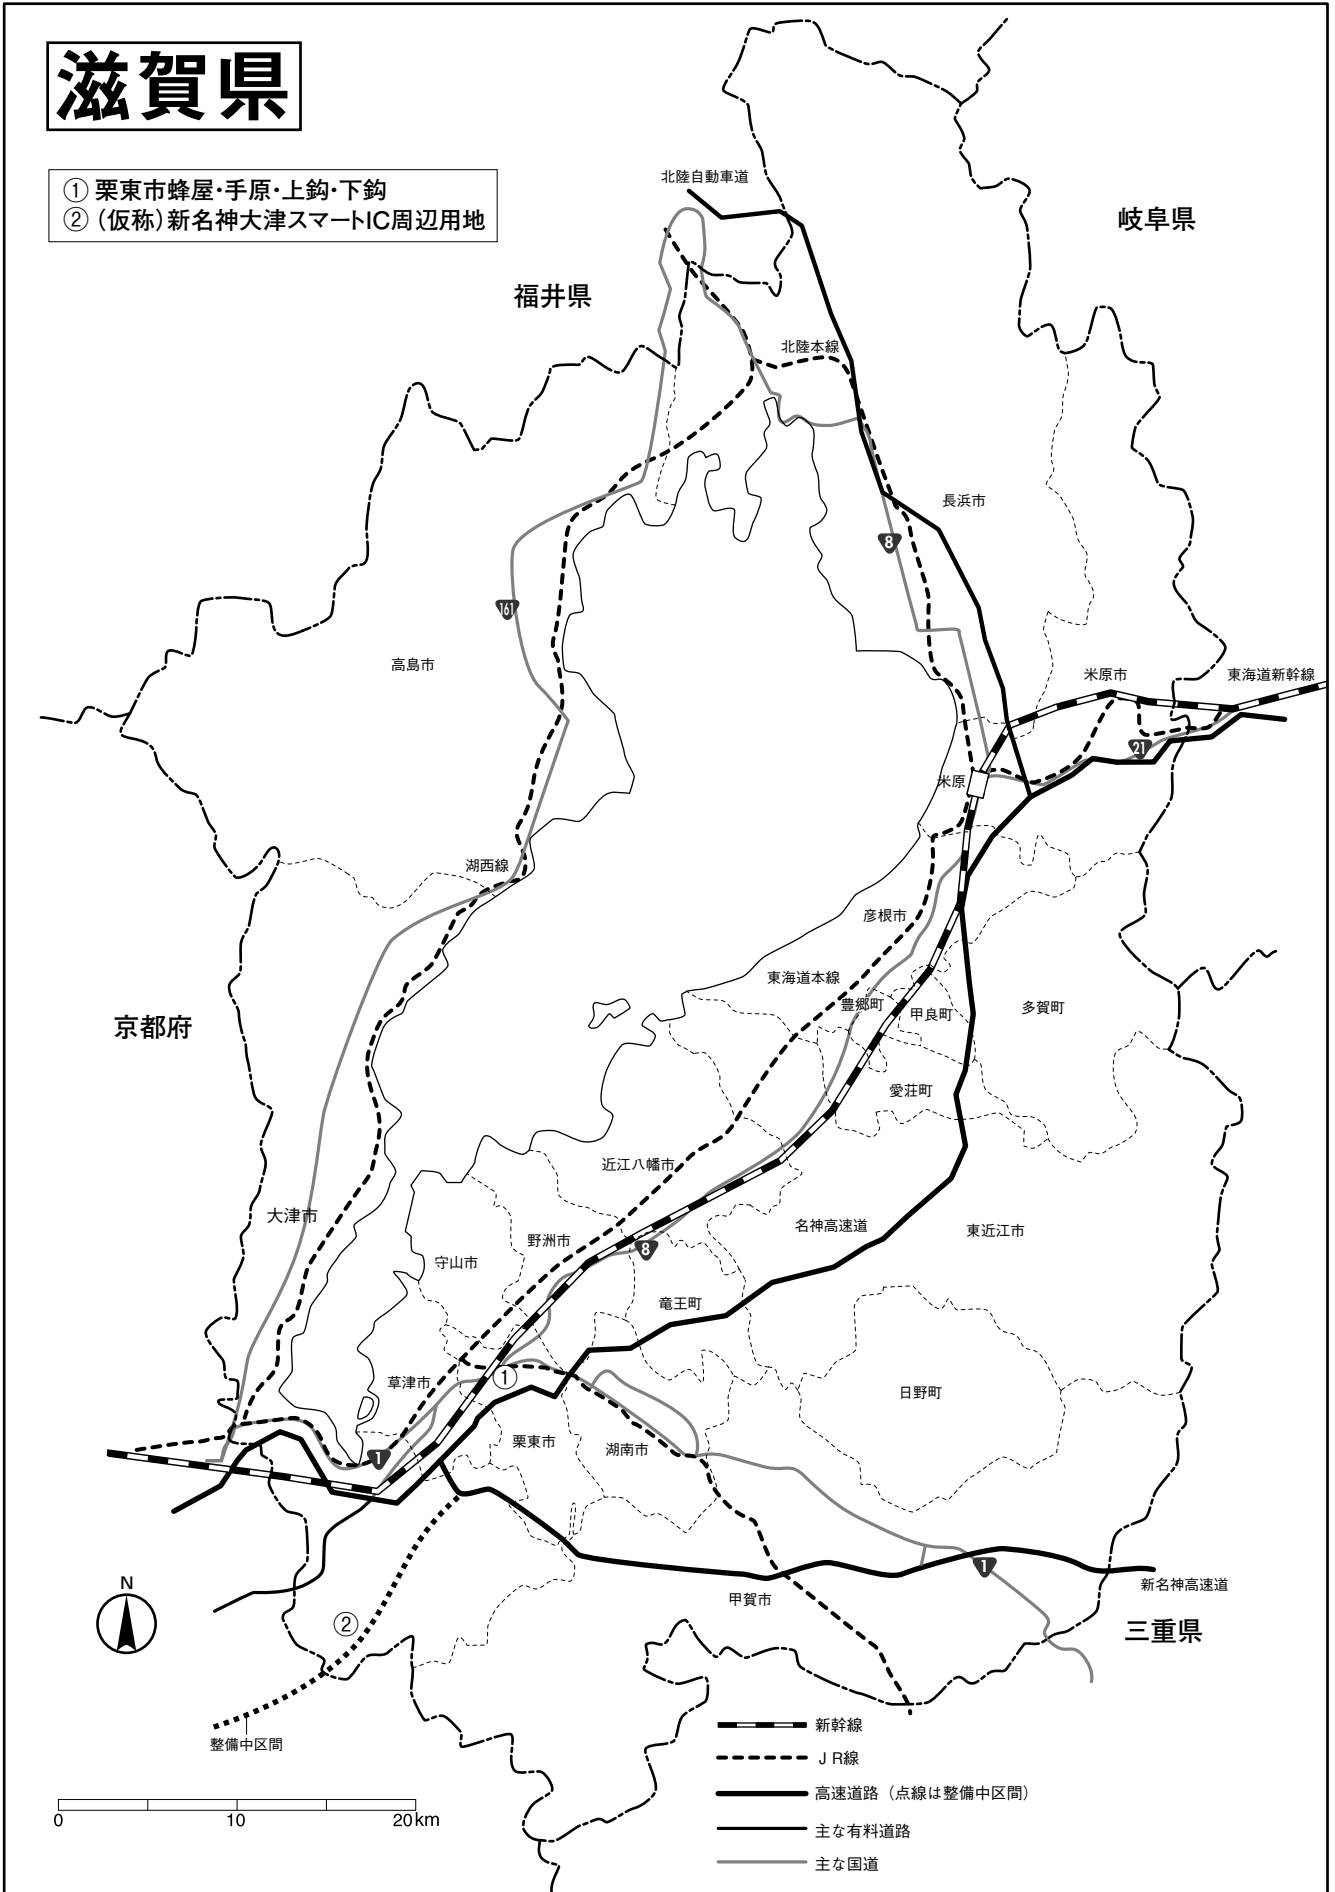 滋賀県
① 栗東市蜂屋・手原・上鈎・下鈎
② (仮称)新名神大津スマートIC周辺用地
北陸自動車道
岐阜県
福井県
北陸本線
長浜市
8
161
高島市
米原市
東海道新幹線
21
米原
湖西線
彦根市
東海道本線
豊郷町
甲良町
多賀町
京都府
愛荘町
近江八幡市
大津市
名神高速道
東近江市
野洲市
守山市
8
竜王町
草津市
①
日野町
栗東市
湖南市
1
1
新名神高速道
甲賀市
N
②
三重県
整備中区間
新幹線
JR線
高速道路(点線は整備中区間)
主な有料道路
主な国道
0 10 20km